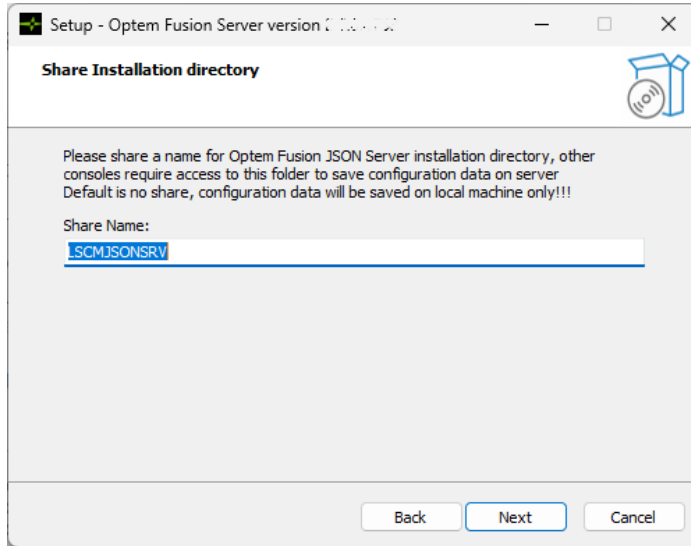 Setup - Optem Fusion Server version
Share Installation directory
Please share a name for Optem Fusion JSON Server installation directory, other
consoles require access to this folder to save configuration data on server
Default is no share, configuration data will be saved on local machine only!!!
Share Name:
LSCMJSONSRV
Back
Next
Cancel